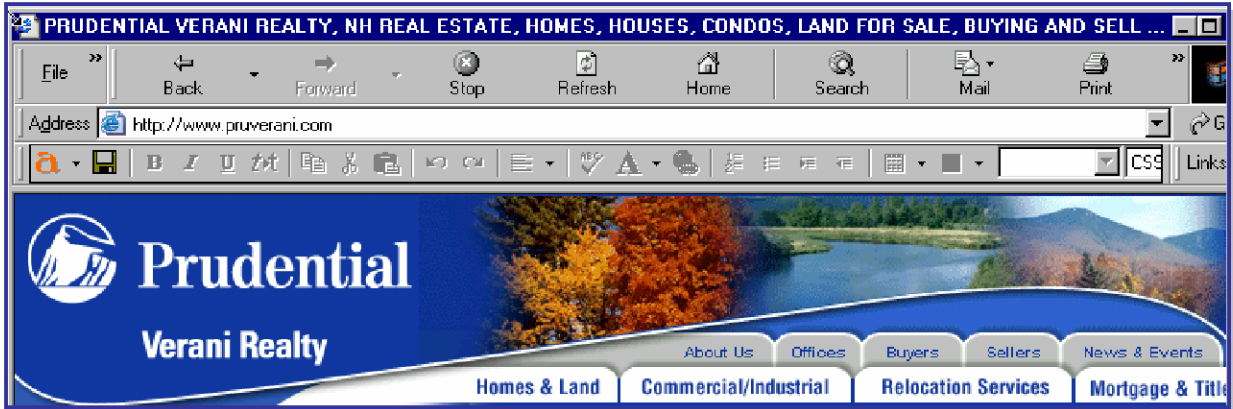 PRUDENTIAL VERANI REALTY, NH REAL ESTATE, HOMES, HOUSES, CONDOS, LAND FOR SALE, BUYING AND SELL ...
File » Back Forward Stop Refresh Home Search Mail Print »
Address http://www.pruverani.com G
a B I U txt ABC A CSS Links
Prudential
Verani Realty
About Us Offices Buyers Sellers News & Events
Homes & Land Commercial/Industrial Relocation Services Mortgage & Title